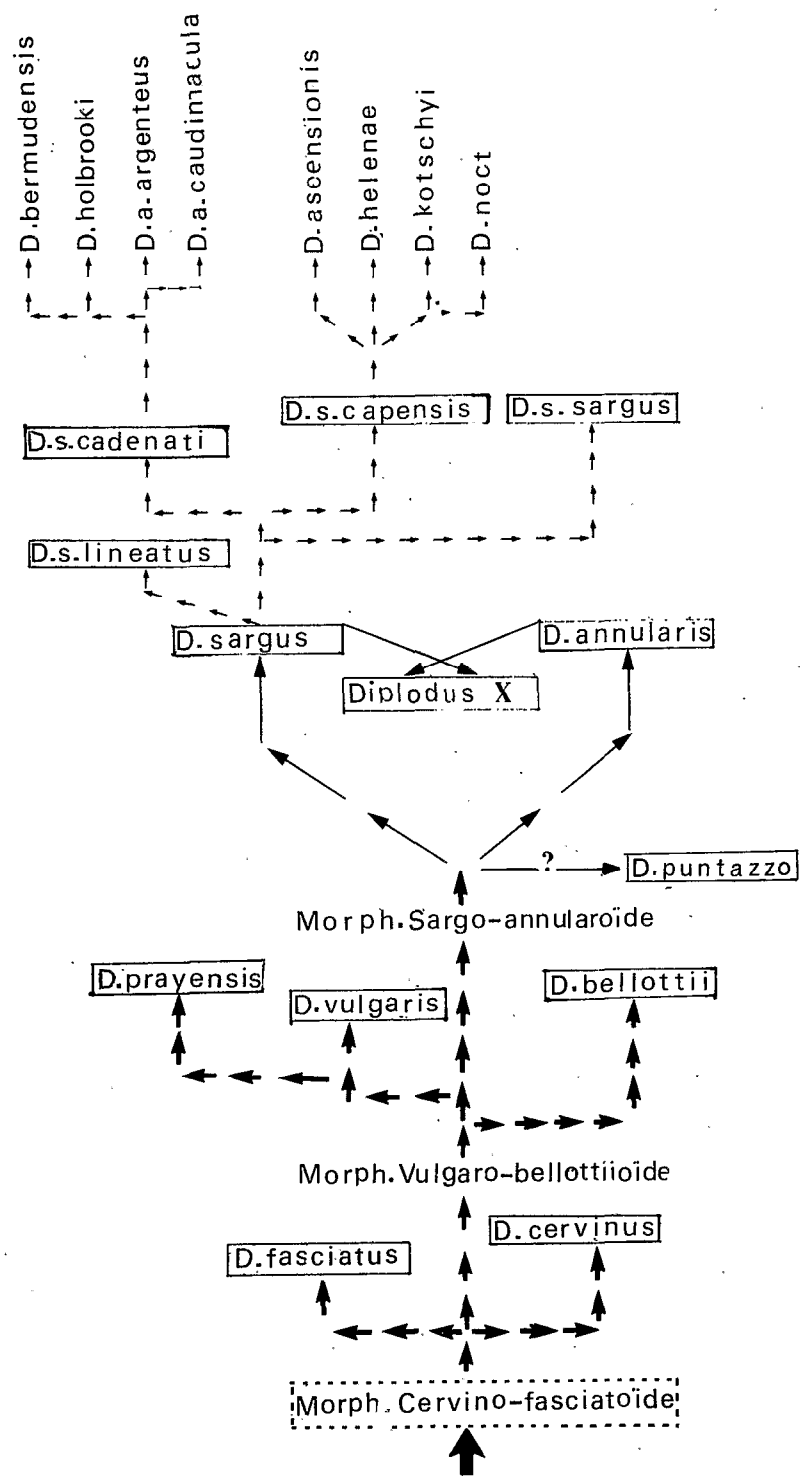 D.bermudensis
D.holbrooki
D.a-argenteus
D.a.caudimacula
D.ascensionis
D.helenae
D.kotschyi
D.noct
D.s.capensis
D.s.sargus
D.s.cadenati
D.s.lineatus
D.sargus
D.annularis
Diplodus X
?
D.puntazzo
Morph.Sargo-annularoïde
D.prayensis
D.vulgaris
D.bellottii
Morph.Vulgaro-bellottiioïde
D.cervinus
D.fasciatus
Morph.Cervino-fasciatoïde